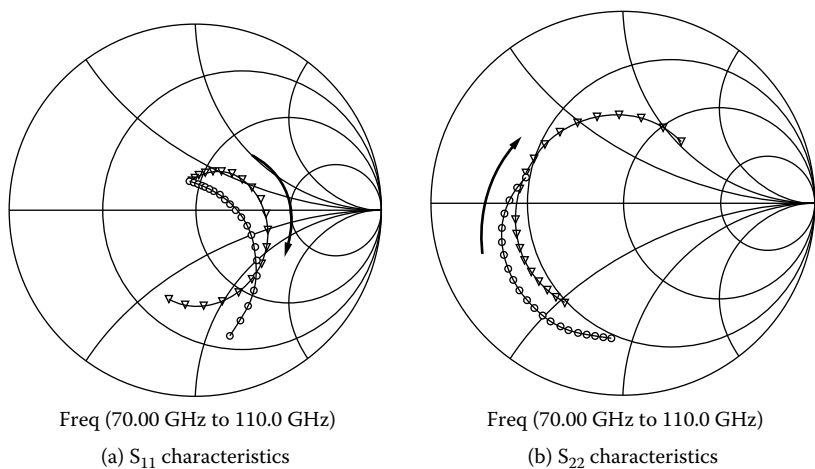 Freq (70.00 GHz to 110.0 GHz)
(a) S₁₁ characteristics
Freq (70.00 GHz to 110.0 GHz)
(b) S₂₂ characteristics